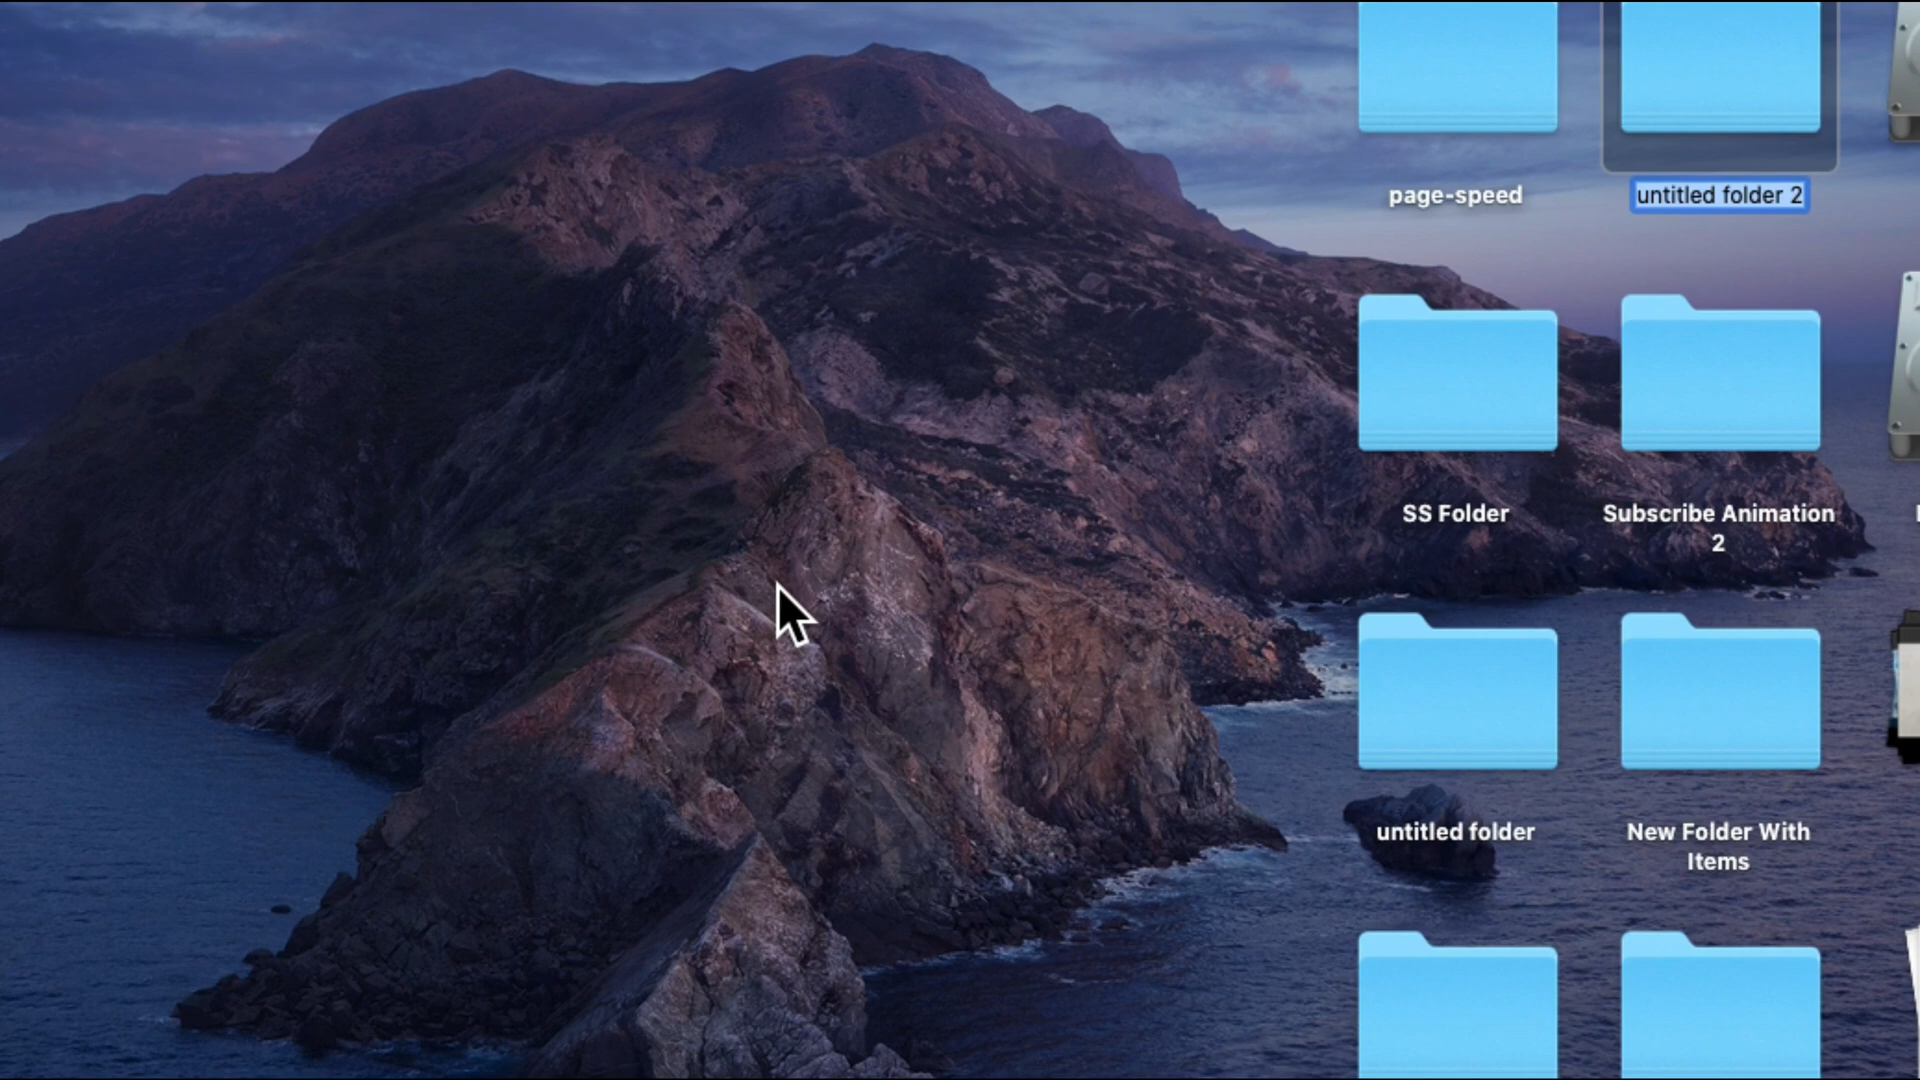 page-speed
untitled folder 2
SS Folder
Subscribe Animation
2
untitled folder
New Folder With
Items